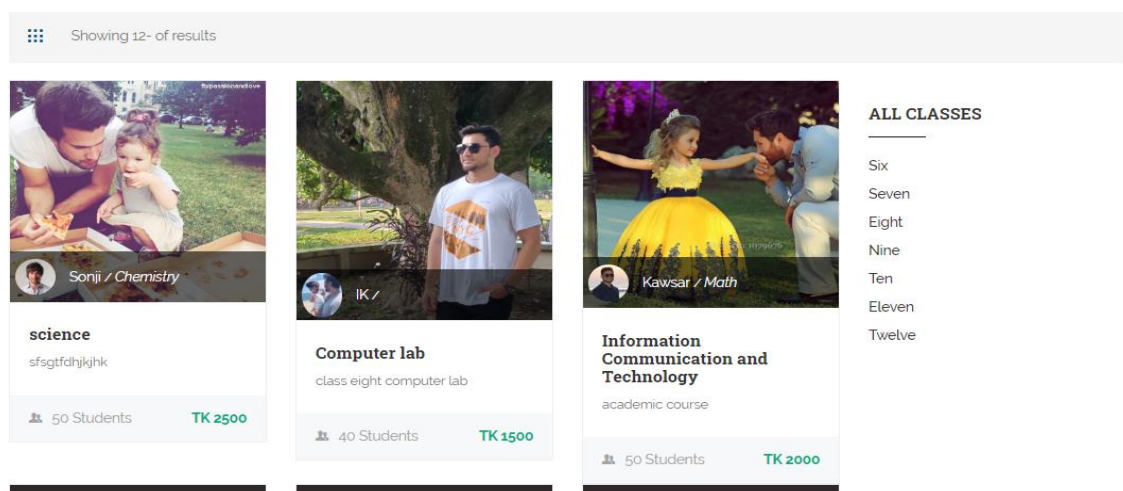 Showing 12- of results
Sonji / Chemistry
science
sfsgtfdhjkjhk
50 Students TK 2500
IK /
Computer lab
class eight computer lab
40 Students TK 1500
Kawsar / Math
Information
Communication and
Technology
academic course
50 Students TK 2000
ALL CLASSES
Six
Seven
Eight
Nine
Ten
Eleven
Twelve